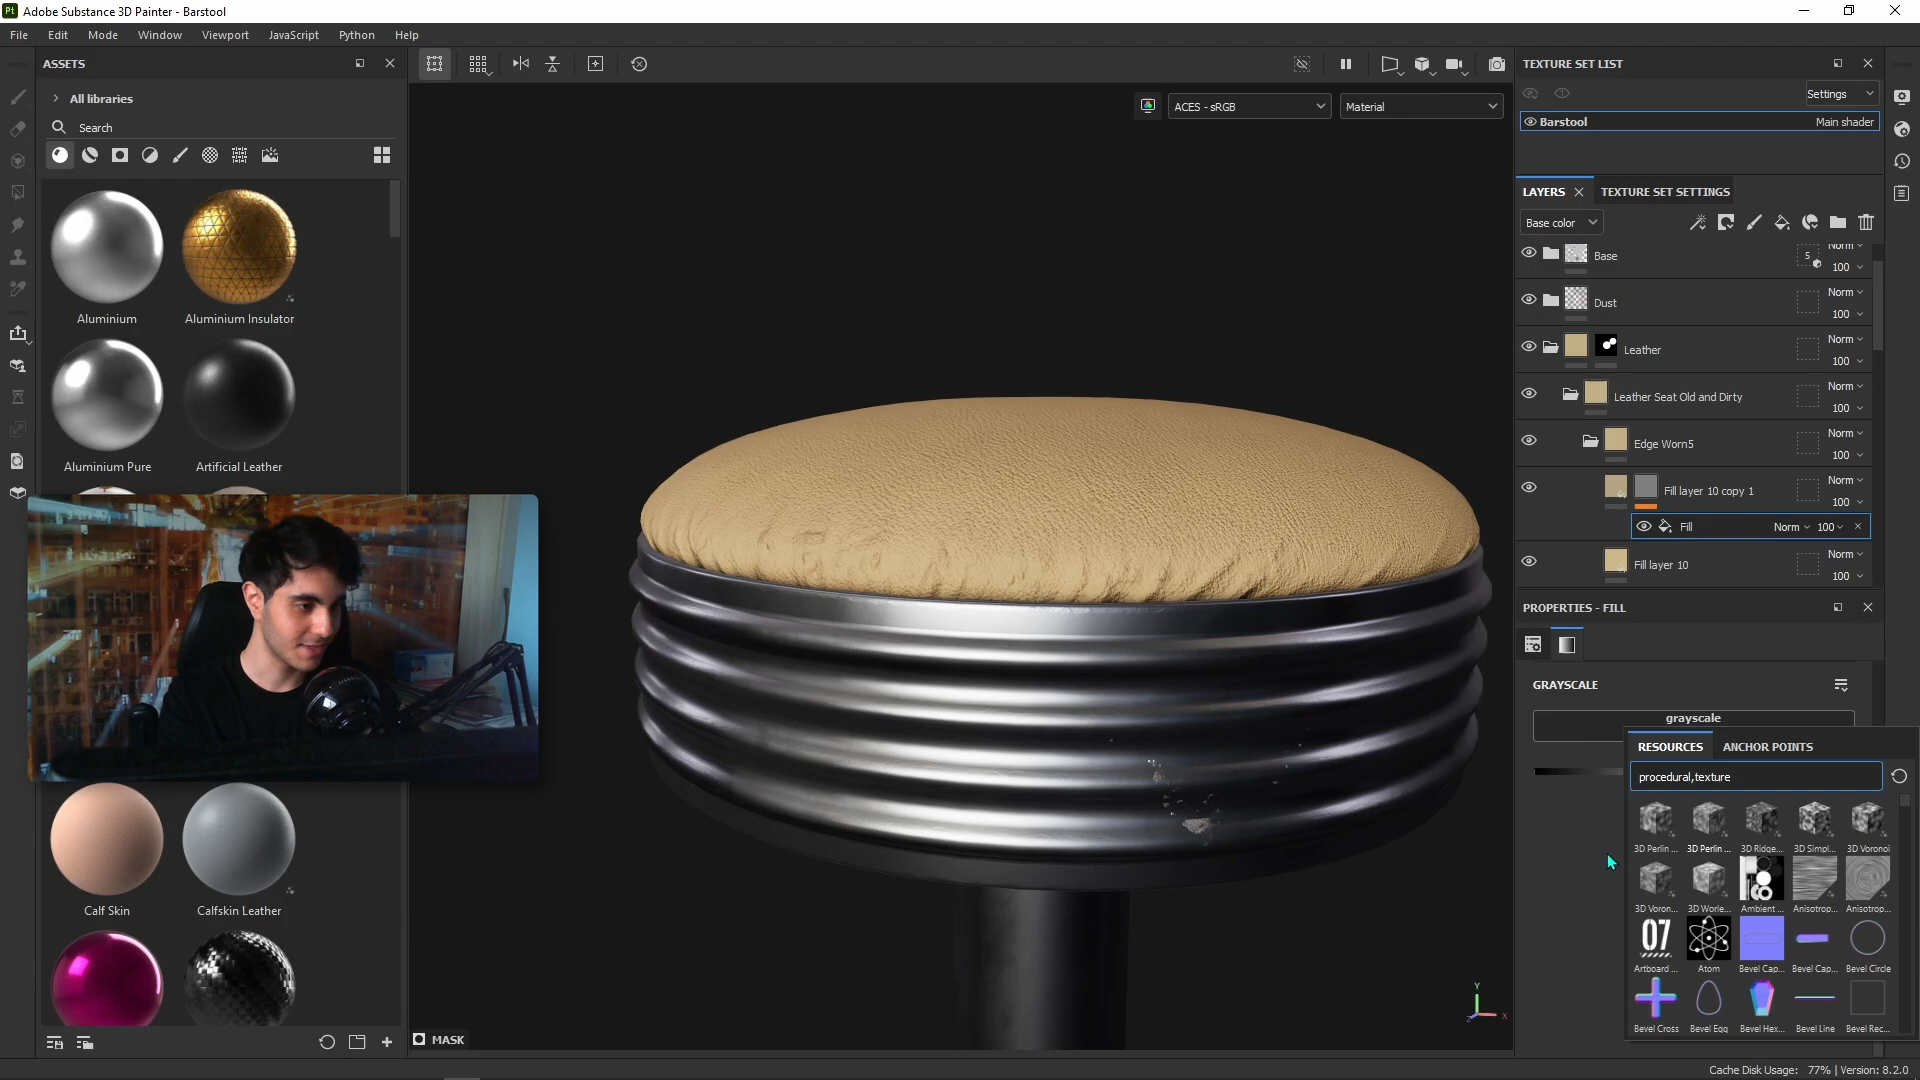 Pt Adobe Substance 3D Painter - Barstool
File Edit Mode Window Viewport JavaScript Python Help
ASSETS
All libraries
Search
Aluminium
Aluminium Insulator
Aluminium Pure
Artificial Leather
Calf Skin
Calfskin Leather
ACES - sRGB
Material
MASK
Y
X
Z
TEXTURE SET LIST
Settings
Barstool
Main shader
LAYERS
TEXTURE SET SETTINGS
Base color
Base
5
Norm
100
Dust
Norm
100
Leather
Norm
100
Leather Seat Old and Dirty
Norm
100
Edge Worn5
Norm
100
Fill layer 10 copy 1
Norm
100
Fill
Norm
100
Fill layer 10
Norm
100
PROPERTIES - FILL
GRAYSCALE
grayscale
RESOURCES
ANCHOR POINTS
procedural,texture
3D Perlin ...
3D Perlin ...
3D Ridge...
3D Simpl...
3D Voronoi
3D Voron...
3D Worle...
Ambient ...
Anisotrop...
Anisotrop...
07
Artboard ...
Atom
Bevel Cap...
Bevel Cap...
Bevel Circle
Bevel Cross
Bevel Egg
Bevel Hex...
Bevel Line
Bevel Rec...
Cache Disk Usage: 77% | Version: 8.2.0